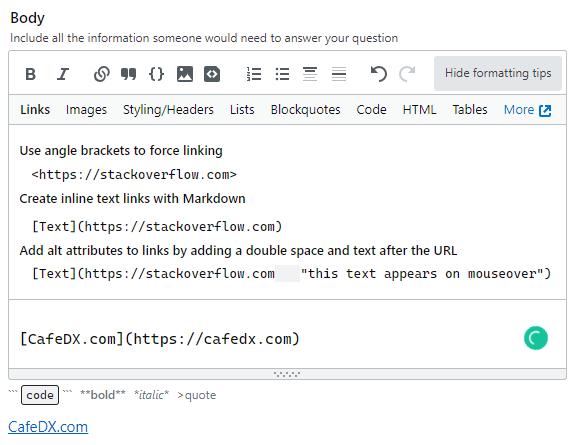 Body
Include all the information someone would need to answer your question
B I {} Hide formatting tips
Links Images Styling/Headers Lists Blockquotes Code HTML Tables More
Use angle brackets to force linking
<https://stackoverflow.com>
Create inline text links with Markdown
[Text](https://stackoverflow.com)
Add alt attributes to links by adding a double space and text after the URL
[Text](https://stackoverflow.com  "this text appears on mouseover")
[CafeDX.com](https://cafedx.com)
``` code ``` **bold** *italic* >quote
CafeDX.com